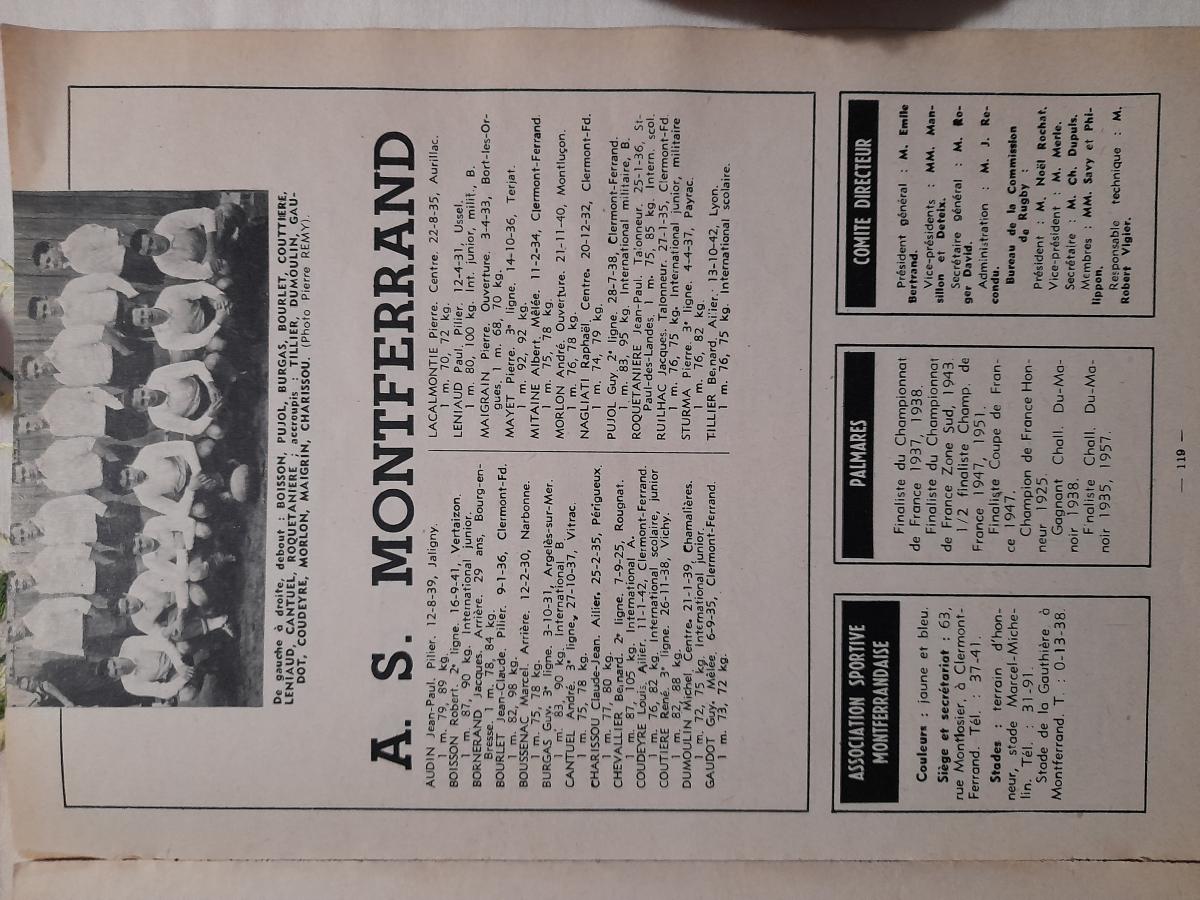 De gauche à droite, debout : BOISSON, PUJOL, BURGAS, BOURLET, COUTTIERE,
LENIAUD, CANTUEL, ROQUETANIERE ; accroupis : TILLIER, DUMOULIN, GAU-
DOT, COUDEYRE, MORLON, MAIGRIN, CHARISSOU. (Photo Pierre REMY).
A. S. MONTFERRAND
AUDIN Jean-Paul. Pilier. 12-8-39, Jaligny.
1 m. 79, 89 kg.
BOISSON Robert. 2e ligne. 16-9-41, Vertaizon.
1 m. 87, 90 kg. International junior.
BORNERAND Jacques. Arrière. 29 ans, Bourg-en-
Bresse. 1 m. 78, 84 kg.
BOURLET Jean-Claude. Pilier. 9-1-36, Clermont-Fd.
1 m. 82, 98 kg.
BOUSSENAC Marcel. Arrière. 12-2-30, Narbonne.
1 m. 75, 78 kg.
BURGAS Guy. 3e ligne. 3-10-31, Argelès-sur-Mer.
1 m. 83, 90 kg. International B
CANTUEL André. 3e ligne, 27-10-37, Vitrac.
1 m. 75, 78 kg.
CHARISSOU Claude-Jean. Ailier. 25-2-35, Périgueux.
1 m. 77, 80 kg.
CHEVALLIER Bernard. 2e ligne. 7-9-25, Rougnat.
1 m. 87, 105 kg. International A.
COUDEYRE Louis. Ailier. 11-1-42, Clermont-Ferrand.
1 m. 76, 82 kg. International scolaire, junior
COUTIERE René. 3e ligne. 26-11-38, Vichy.
1 m. 82, 88 kg.
DUMOULIN Michel Centre. 21-1-39, Chamalières.
1 m. 72, 75 kg. International junior.
GAUDOT Guy. Mêlée. 6-9-35, Clermont-Ferrand.
1 m. 73, 72 kg.
LACALMONTIE Pierre. Centre. 22-8-35, Aurillac.
1 m. 70, 72 kg.
LENIAUD Paul. Pilier. 12-4-31, Ussel.
1 m. 80, 100 kg. Int. junior, milit., B.
MAIGRAIN Pierre. Ouverture. 3-4-33, Bort-les-Or-
gues, 1 m. 68, 70 kg.
MAYET Pierre. 3e ligne. 14-10-36, Terjat.
1 m. 92, 92 kg.
MITAINE Albert. Mêlée. 11-2-34, Clermont-Ferrand.
1 m. 75, 78 kg.
MORLON André. Ouverture. 21-11-40, Montluçon.
1 m. 76, 78 kg.
NAGLIATI Raphaël. Centre. 20-12-32, Clermont-Fd.
1 m. 74, 79 kg.
PUJOL Guy 2e ligne. 28-7-38, Clermont-Ferrand.
1 m. 83, 95 kg. International militaire, B.
ROQUETANIERE Jean-Paul. Talonneur. 25-1-36, St-
Paul-des-Landes, 1 m. 75, 85 kg. Intern. scol.
RUILHAC Jacques. Talonneur. 27-1-35, Clermont-Fd
1 m. 76, 75 kg. International junior, militaire
STURMA Pierre. 3e ligne. 4-4-37, Payrac.
1 m. 76, 82 kg.
TILLIER Bernard. Ailier. 13-10-42, Lyon.
1 m. 76, 75 kg. International scolaire.
ASSOCIATION SPORTIVE
MONTFERRANDAISE
Couleurs : jaune et bleu.
Siège et secrétariat : 63,
rue Montlosier, à Clermont-
Ferrand. Tél. : 37-41.
Stades : terrain d'hon-
neur, stade Marcel-Miche-
lin. Tél. : 31-91.
Stade de la Gauthière à
Montferrand. T. : 0-13-38.
PALMARES
Finaliste du Championnat
de France 1937, 1938.
Finaliste du Championnat
de France Zone Sud, 1943
1/2 finaliste Champ. de
France 1947, 1951.
Finaliste Coupe de Fran-
ce 1947.
Champion de France Hon-
neur 1925.
Gagnant Chall. Du-Ma-
noir 1938.
Finaliste Chall. Du-Ma-
noir 1935, 1957.
COMITE DIRECTEUR
Président général : M. Emile
Bertrand.
Vice-présidents : MM. Man-
sillon et Deteix.
Secrétaire général : M. Ro-
ger David.
Administration : M. J. Re-
condu.
Bureau de la Commission
de Rugby :
Président : M. Noël Rochat.
Vice-président : M. Merle.
Secrétaire : M. Ch. Dupuis.
Membres : MM. Savy et Phi-
lippon.
Responsable technique : M.
Robert Vigier.
— 119 —